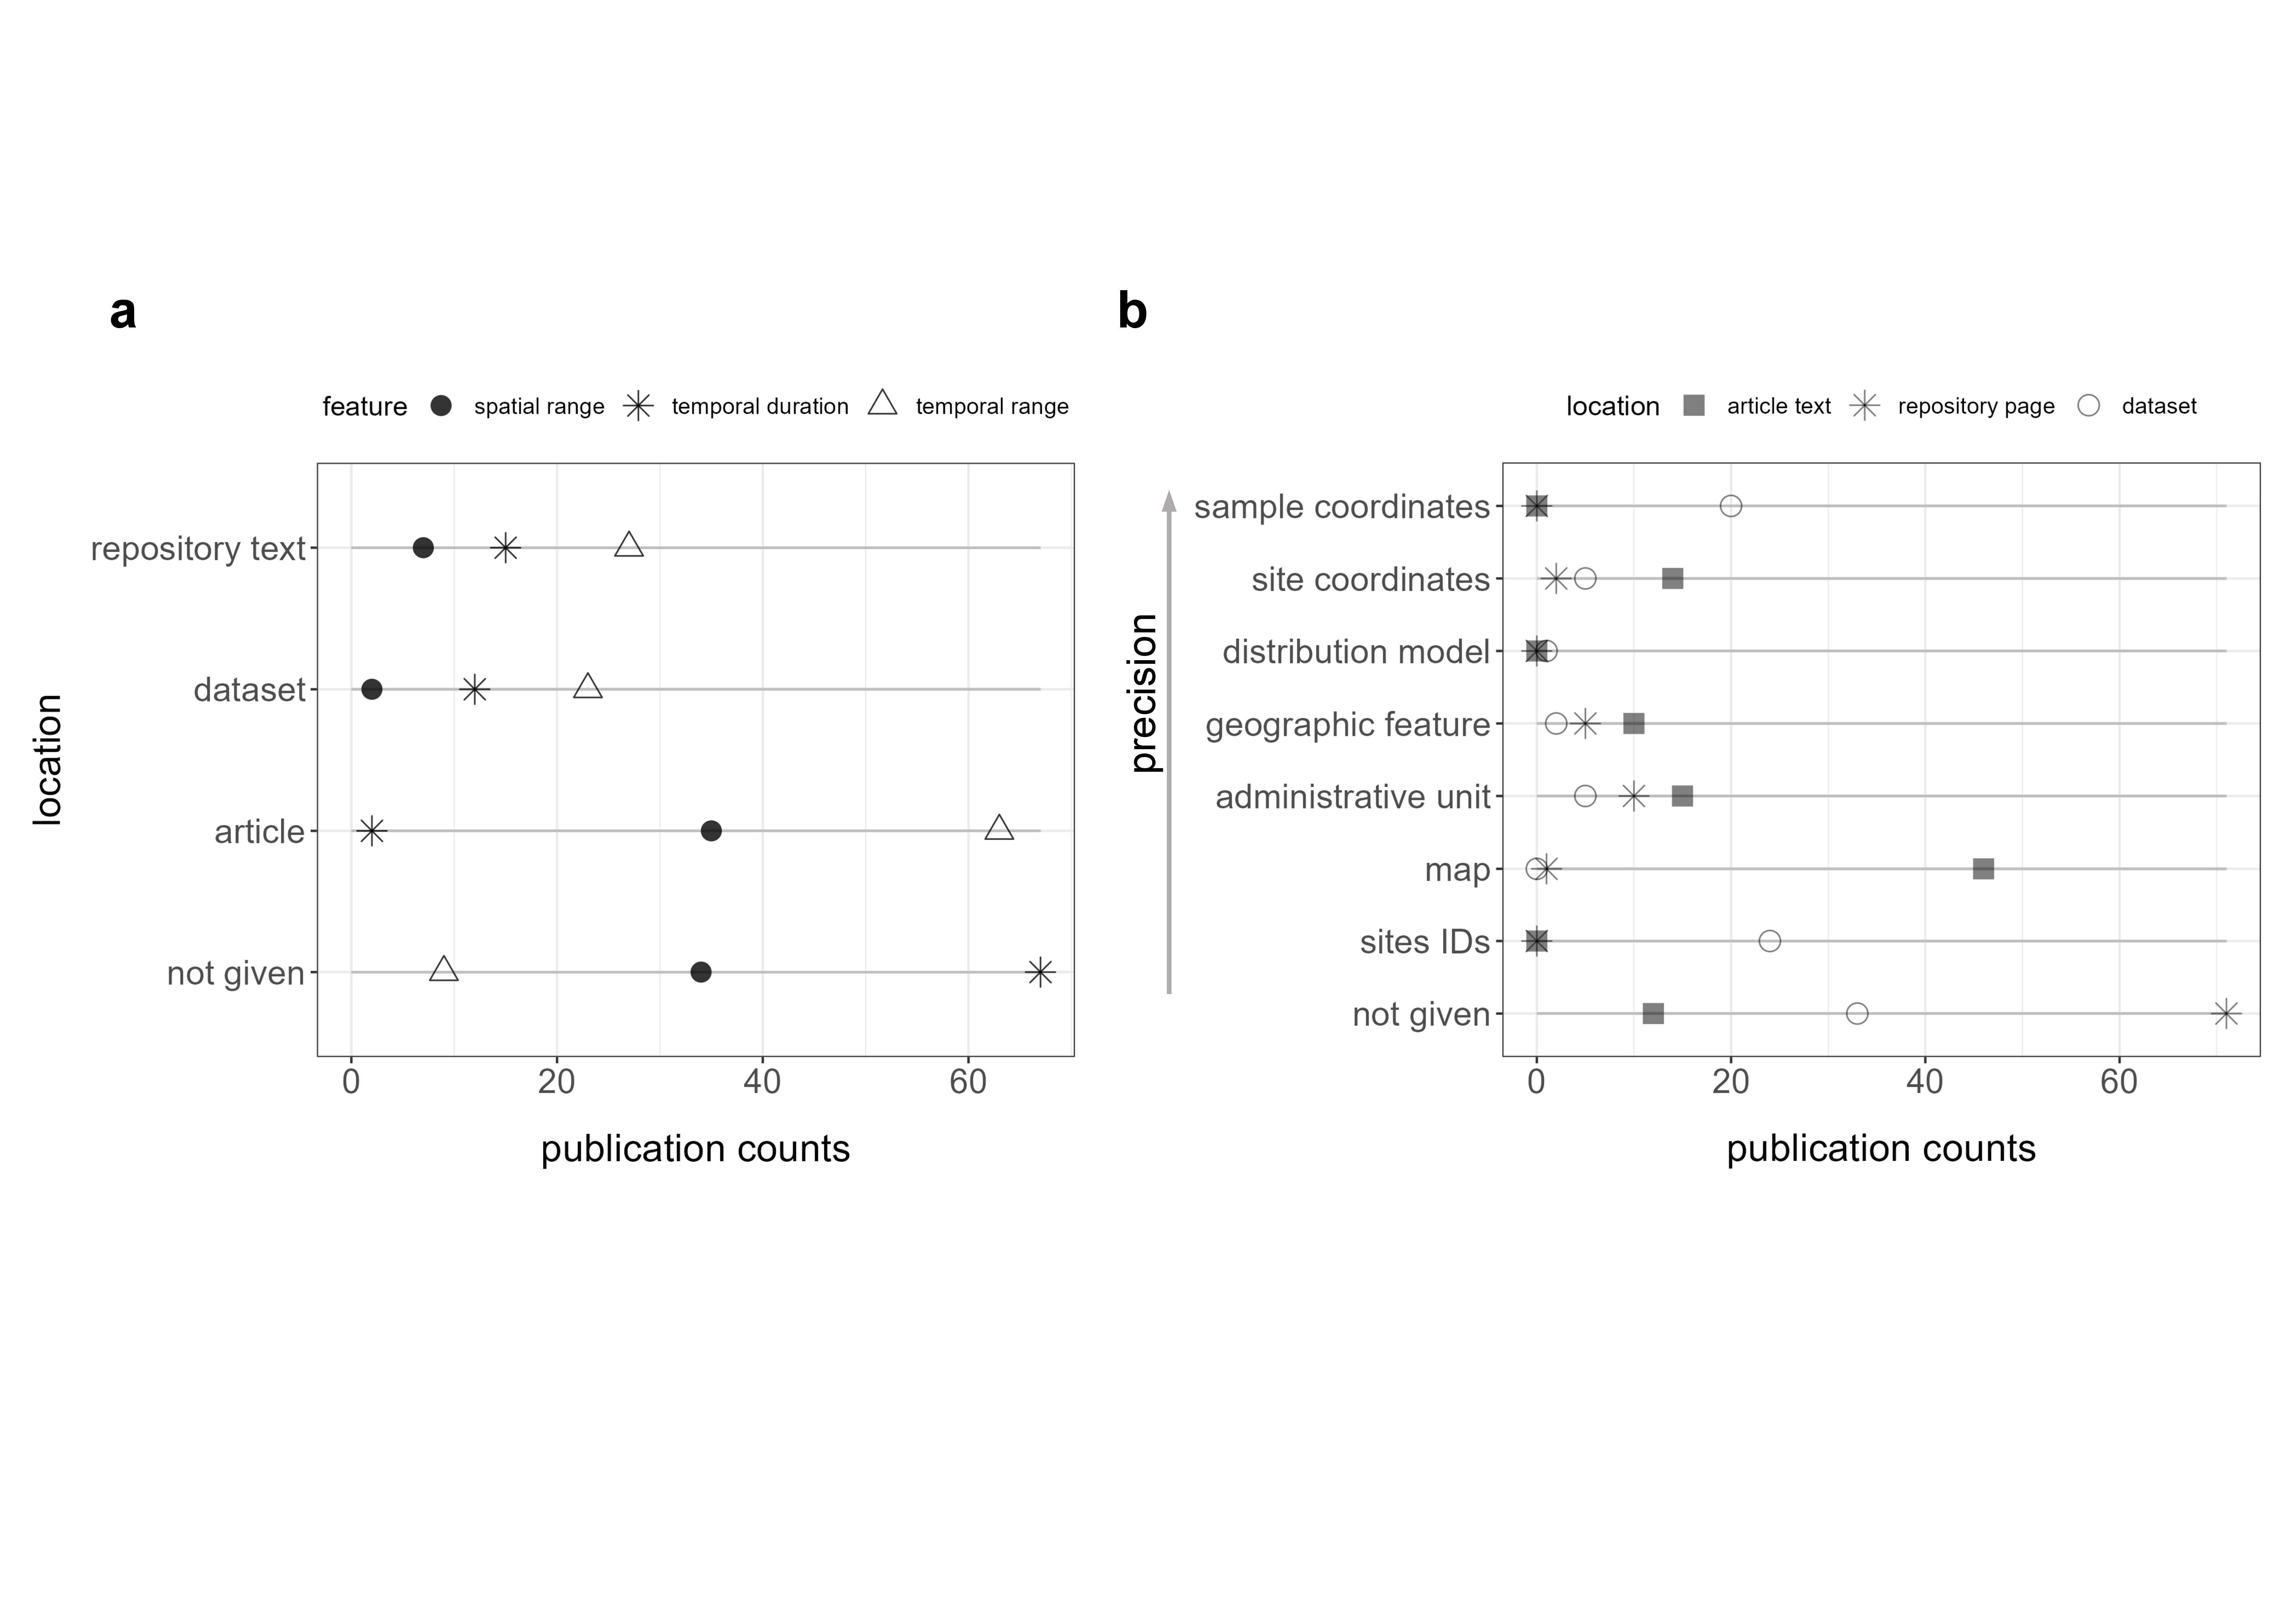 a
feature spatial range temporal duration temporal range
location
repository text
dataset
article
not given
0 20 40 60
publication counts
b
location article text repository page dataset
precision
sample coordinates
site coordinates
distribution model
geographic feature
administrative unit
map
sites IDs
not given
0 20 40 60
publication counts